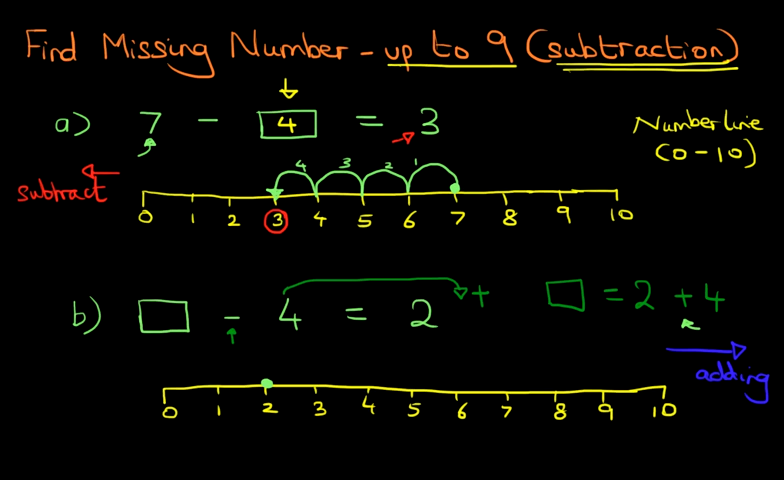 Find Missing Number - up to 9 (subtraction)
a) 7 - 4 = 3
Number line
(0 - 10)
4 3 2 1
subtract
0 1 2 3 4 5 6 7 8 9 10
b) □ - 4 = 2 + □ = 2 + 4
adding
0 1 2 3 4 5 6 7 8 9 10